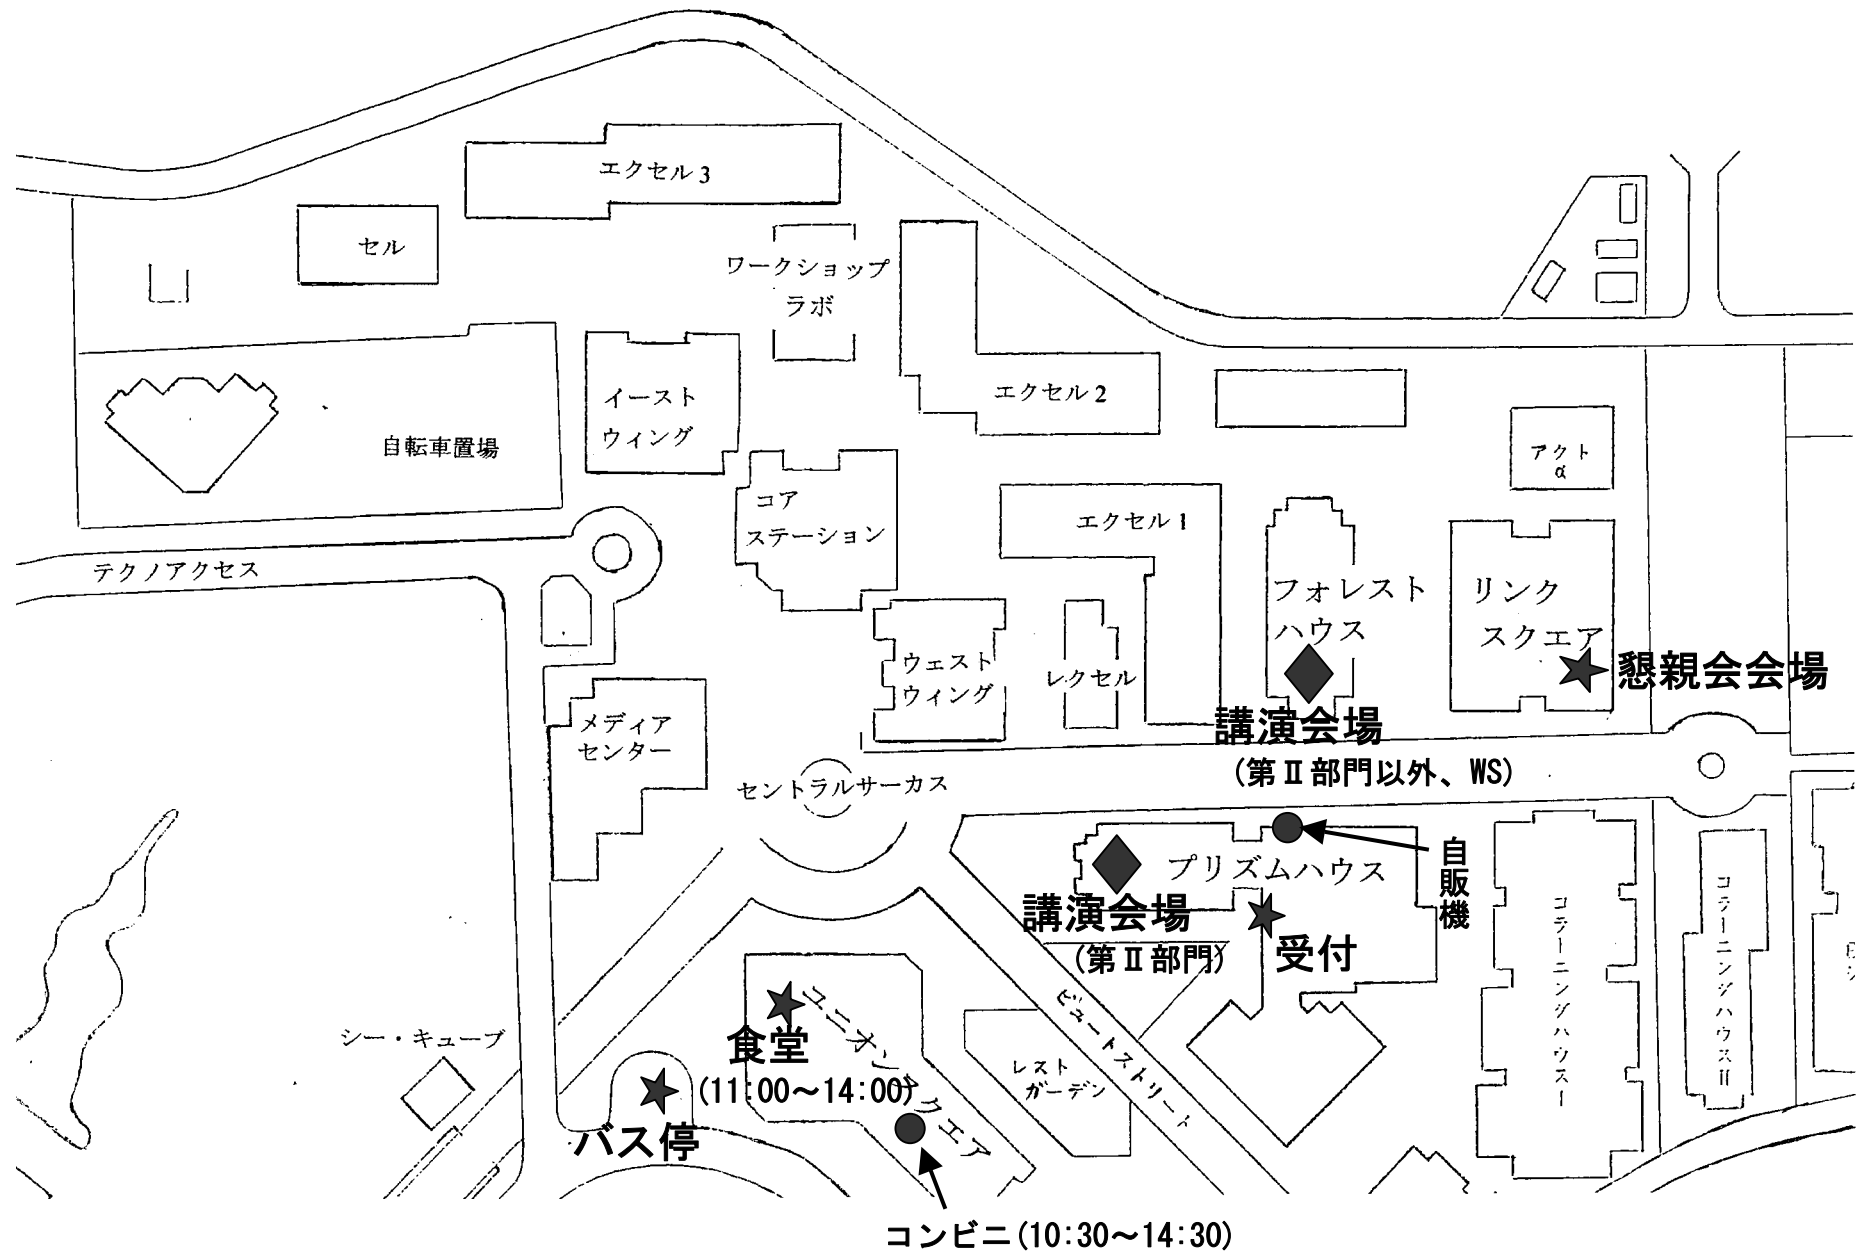 エクセル 3
セル
ワークショップ
ラボ
イースト
ウィング
エクセル 2
アクト
α
自転車置場
コア
ステーション
エクセル 1
テクノアクセス
フォレスト
ハウス
リンク
スクエア
懇親会会場
ウェスト
ウィング
レクセル
講演会場
(第Ⅱ部門以外、WS)
メディア
センター
セントラルサーカス
プリズムハウス
自販機
講演会場
(第Ⅱ部門)
受付
コラーニングハウスⅠ
コラーニングハウスⅡ
シー・キューブ
ユニオンスクエア
食堂
(11:00～14:00)
バス停
レスト
ガーデン
ビュートストリート
コンビニ(10:30～14:30)